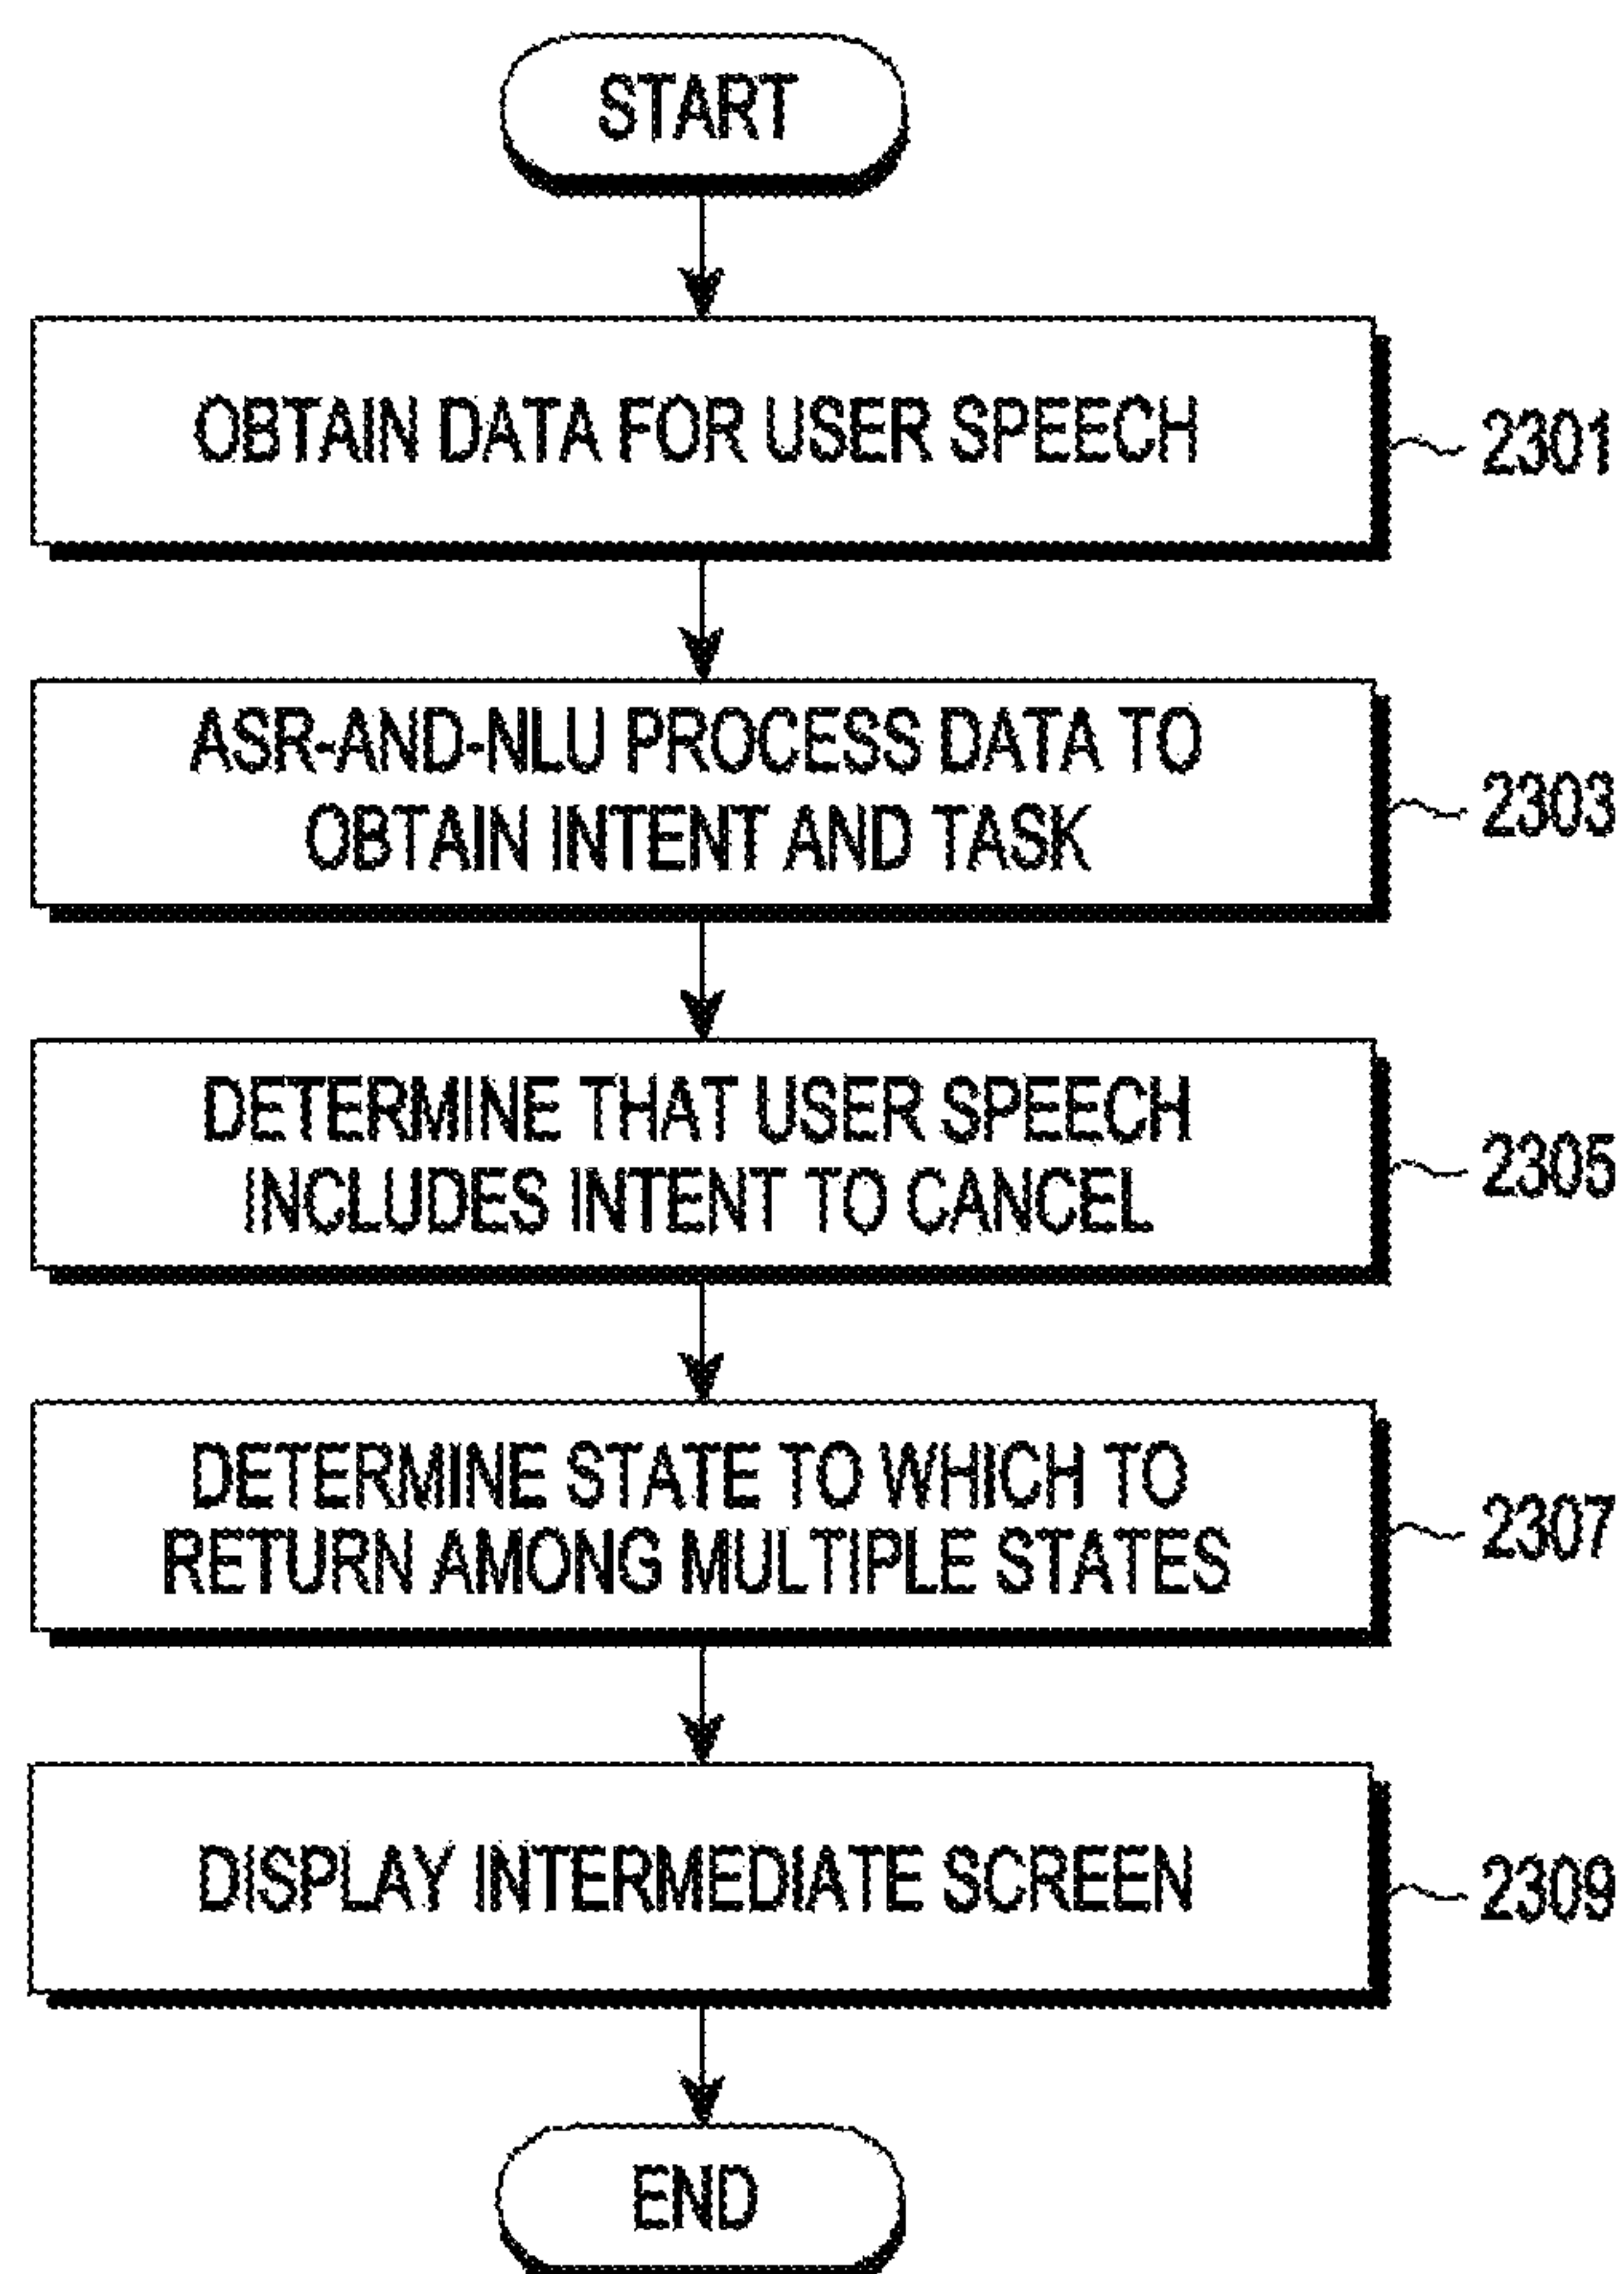 START
OBTAIN DATA FOR USER SPEECH
2301
ASR-AND-NLU PROCESS DATA TO
OBTAIN INTENT AND TASK
2303
DETERMINE THAT USER SPEECH
INCLUDES INTENT TO CANCEL
2305
DETERMINE STATE TO WHICH TO
RETURN AMONG MULTIPLE STATES
2307
DISPLAY INTERMEDIATE SCREEN
2309
END